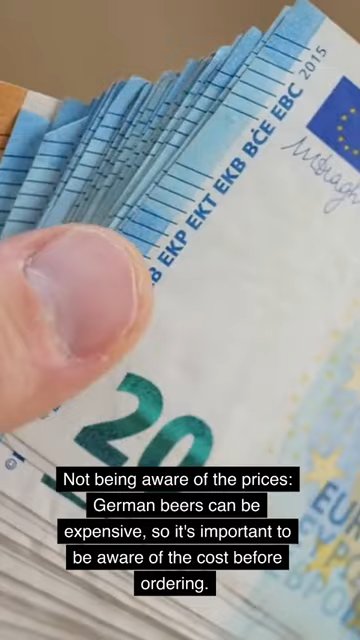 2015
EKP EKT EKB BČE EBC
20
Not being aware of the prices:
German beers can be
expensive, so it's important to
be aware of the cost before
ordering.